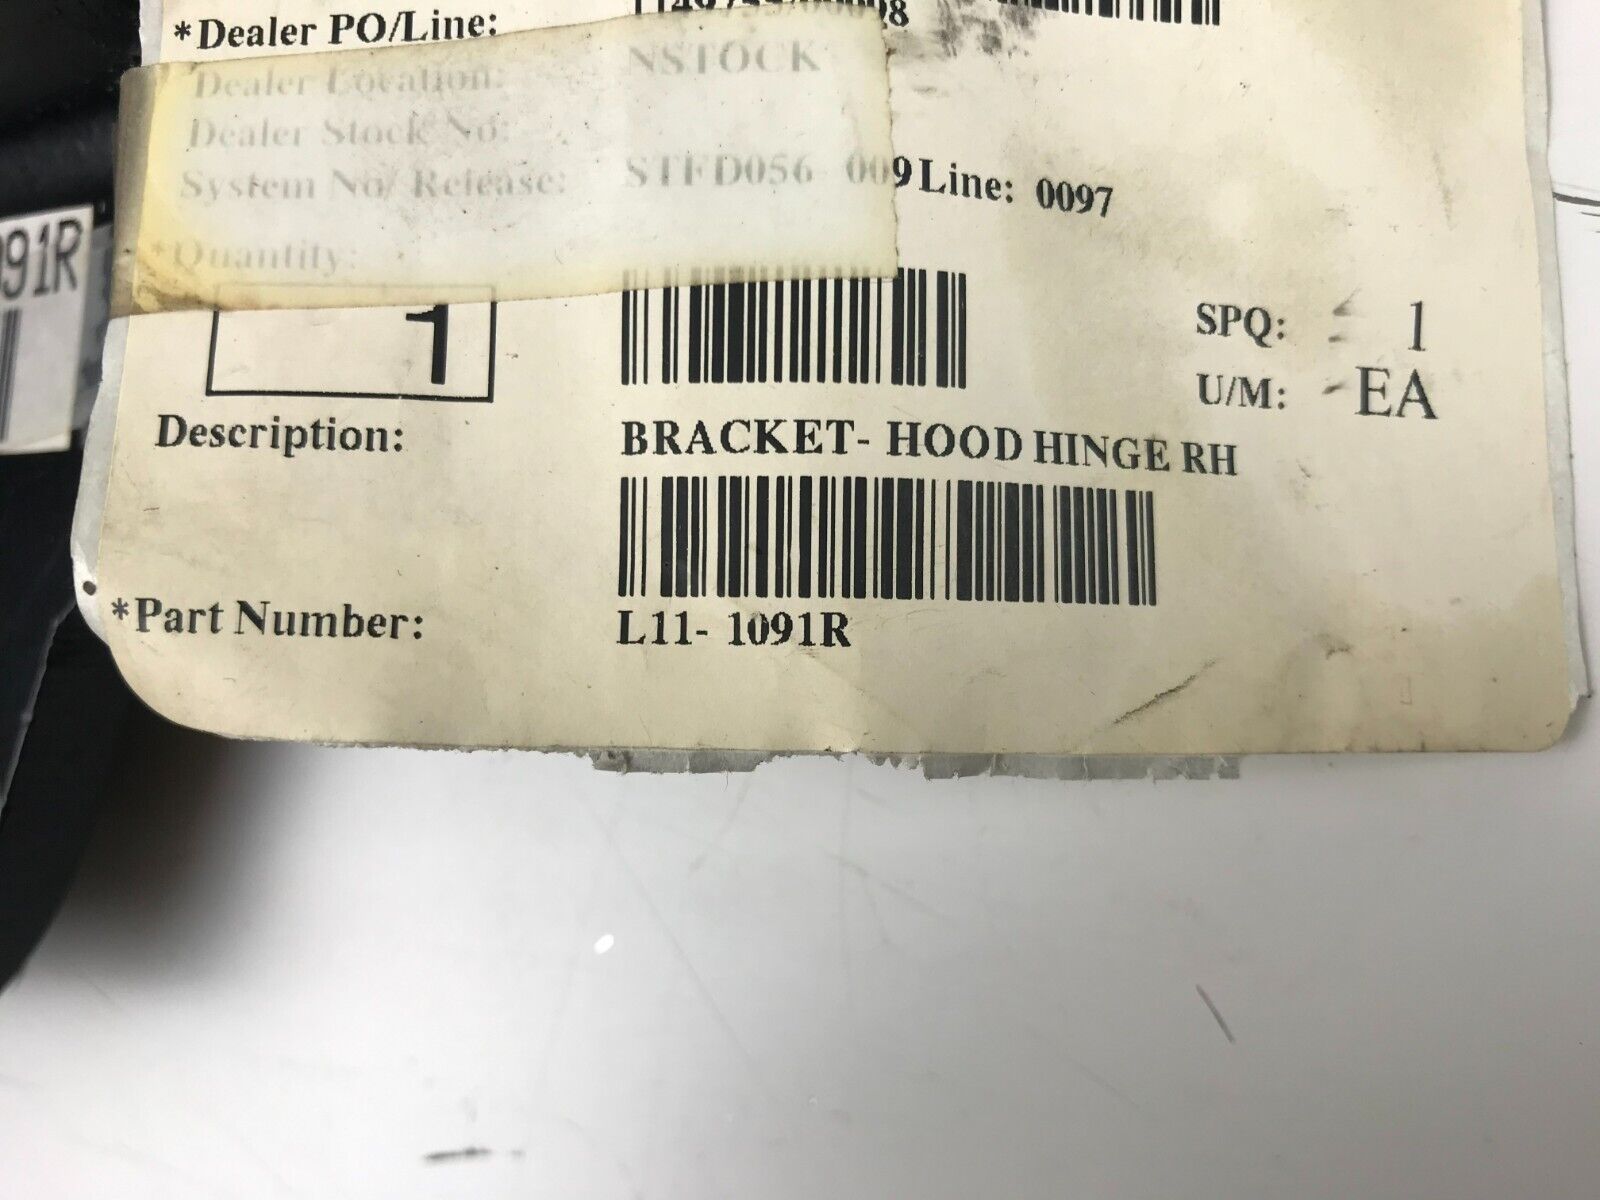 *Dealer PO/Line:
Dealer Location: NSTOCK
Dealer Stock No:
System No/ Release: STFD056 009 Line: 0097
*Quantity:
1
SPQ: 1
U/M: EA
Description: BRACKET- HOOD HINGE RH
*Part Number: L11- 1091R
091R